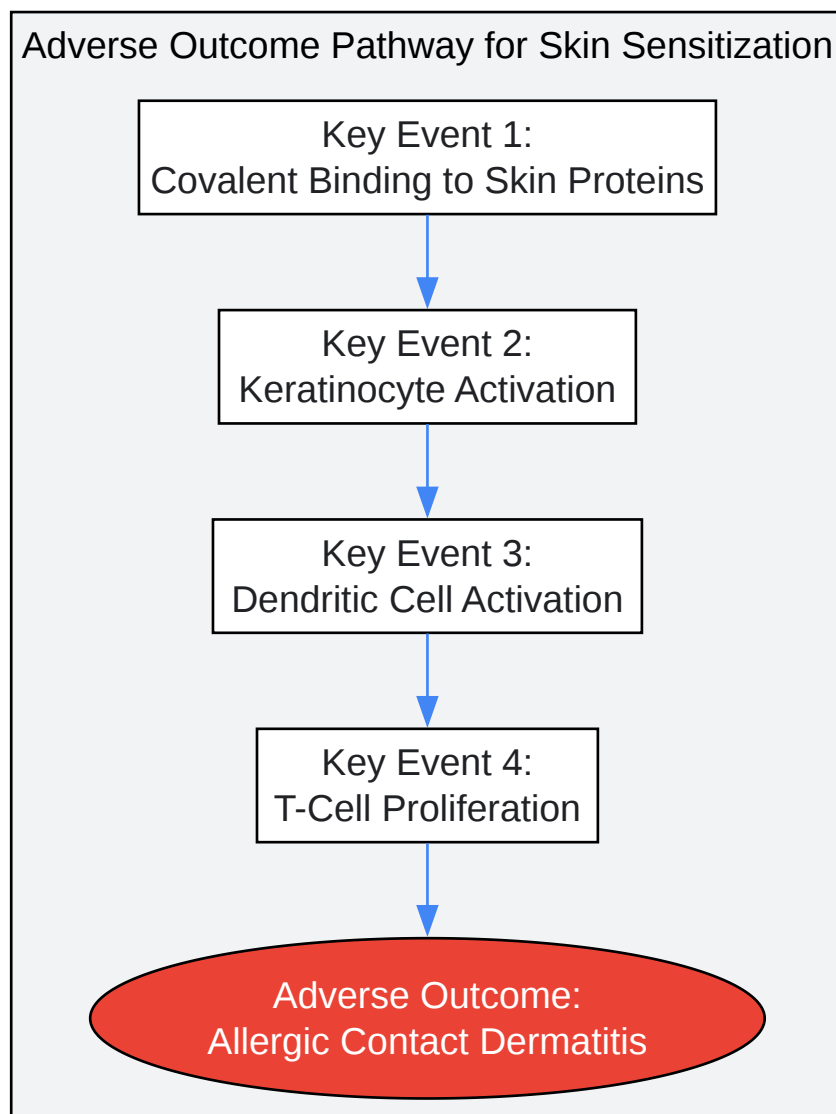 Adverse Outcome Pathway for Skin Sensitization
Key Event 1:
Covalent Binding to Skin Proteins
Key Event 2:
Keratinocyte Activation
Key Event 3:
Dendritic Cell Activation
Key Event 4:
T-Cell Proliferation
Adverse Outcome:
Allergic Contact Dermatitis